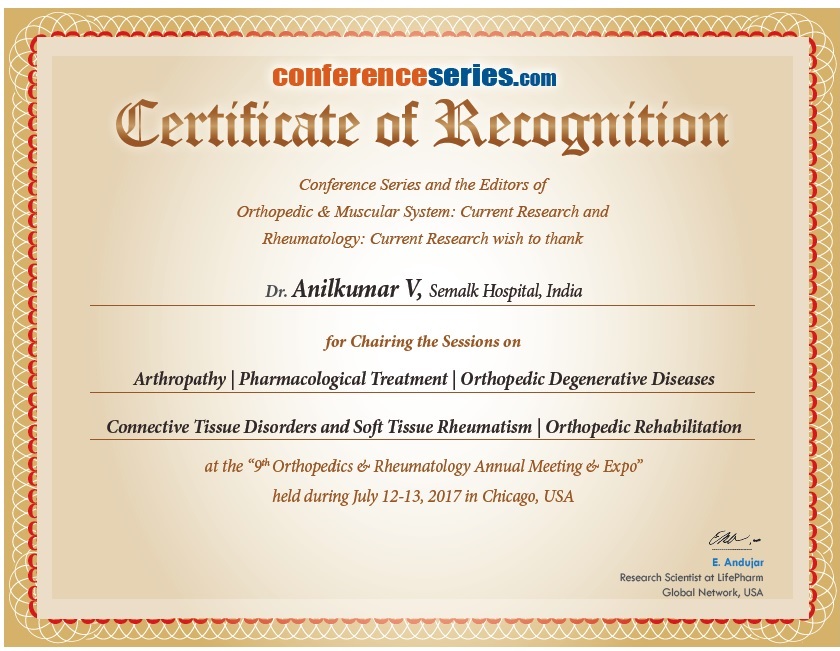 conferenceseries.com
Certificate of Recognition
Conference Series and the Editors of
Orthopedic & Muscular System: Current Research and
Rheumatology: Current Research wish to thank
Dr. Anilkumar V, Semalk Hospital, India
for Chairing the Sessions on
Arthropathy | Pharmacological Treatment | Orthopedic Degenerative Diseases
Connective Tissue Disorders and Soft Tissue Rheumatism | Orthopedic Rehabilitation
at the “9th Orthopedics & Rheumatology Annual Meeting & Expo”
held during July 12-13, 2017 in Chicago, USA
E. Andujar
Research Scientist at LifePharm
Global Network, USA